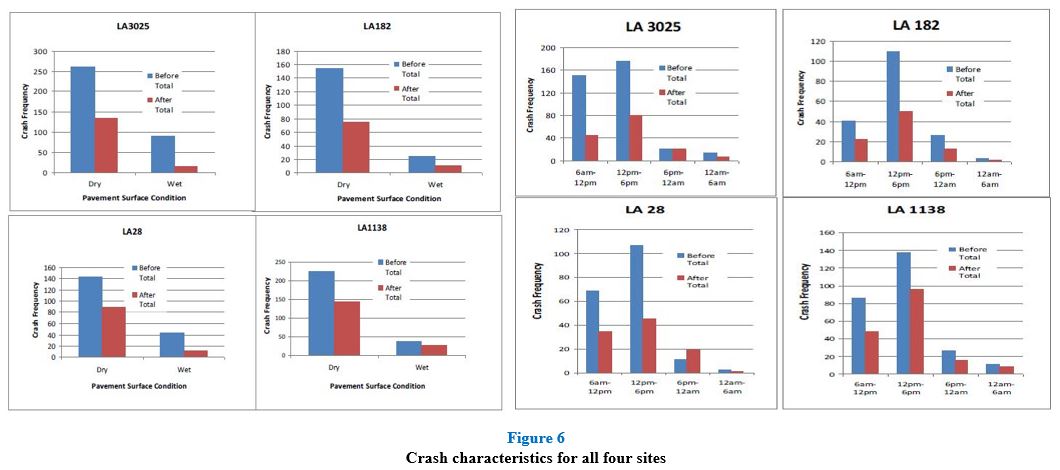 LA3025
300
250
200
150
100
50
0
Crash Frequency
Before
Total
After
Total
Dry
Wet
Pavement Surface Condition
LA182
180
160
140
120
100
80
60
40
20
0
Crash Frequency
Before
Total
After
Total
Dry
Wet
Pavement Surface Condition
LA 3025
200
160
120
80
40
0
Crash Frequency
Before
Total
After
Total
6am-
12pm
12pm-
6pm
6pm-
12am
12am-
6am
LA 182
120
100
80
60
40
20
0
Crash Frequency
Before
Total
After
Total
6am-
12pm
12pm-
6pm
6pm-
12am
12am-
6am
LA28
160
140
120
100
80
60
40
20
0
Crash Frequency
Before
Total
After
Total
Dry
Wet
Pavement Surface Condition
LA1138
250
200
150
100
50
0
Crash Frequency
Before
Total
After
Total
Dry
Wet
Pavement Surface Condition
LA 28
120
100
80
60
40
20
0
Crash Frequency
Before
Total
After
Total
6am-
12pm
12pm-
6pm
6pm-
12am
12am-
6am
LA 1138
160
140
120
100
80
60
40
20
0
Crash Frequency
Before
Total
After
Total
6am-
12pm
12pm-
6pm
6pm-
12am
12am-
6am
Figure 6
Crash characteristics for all four sites